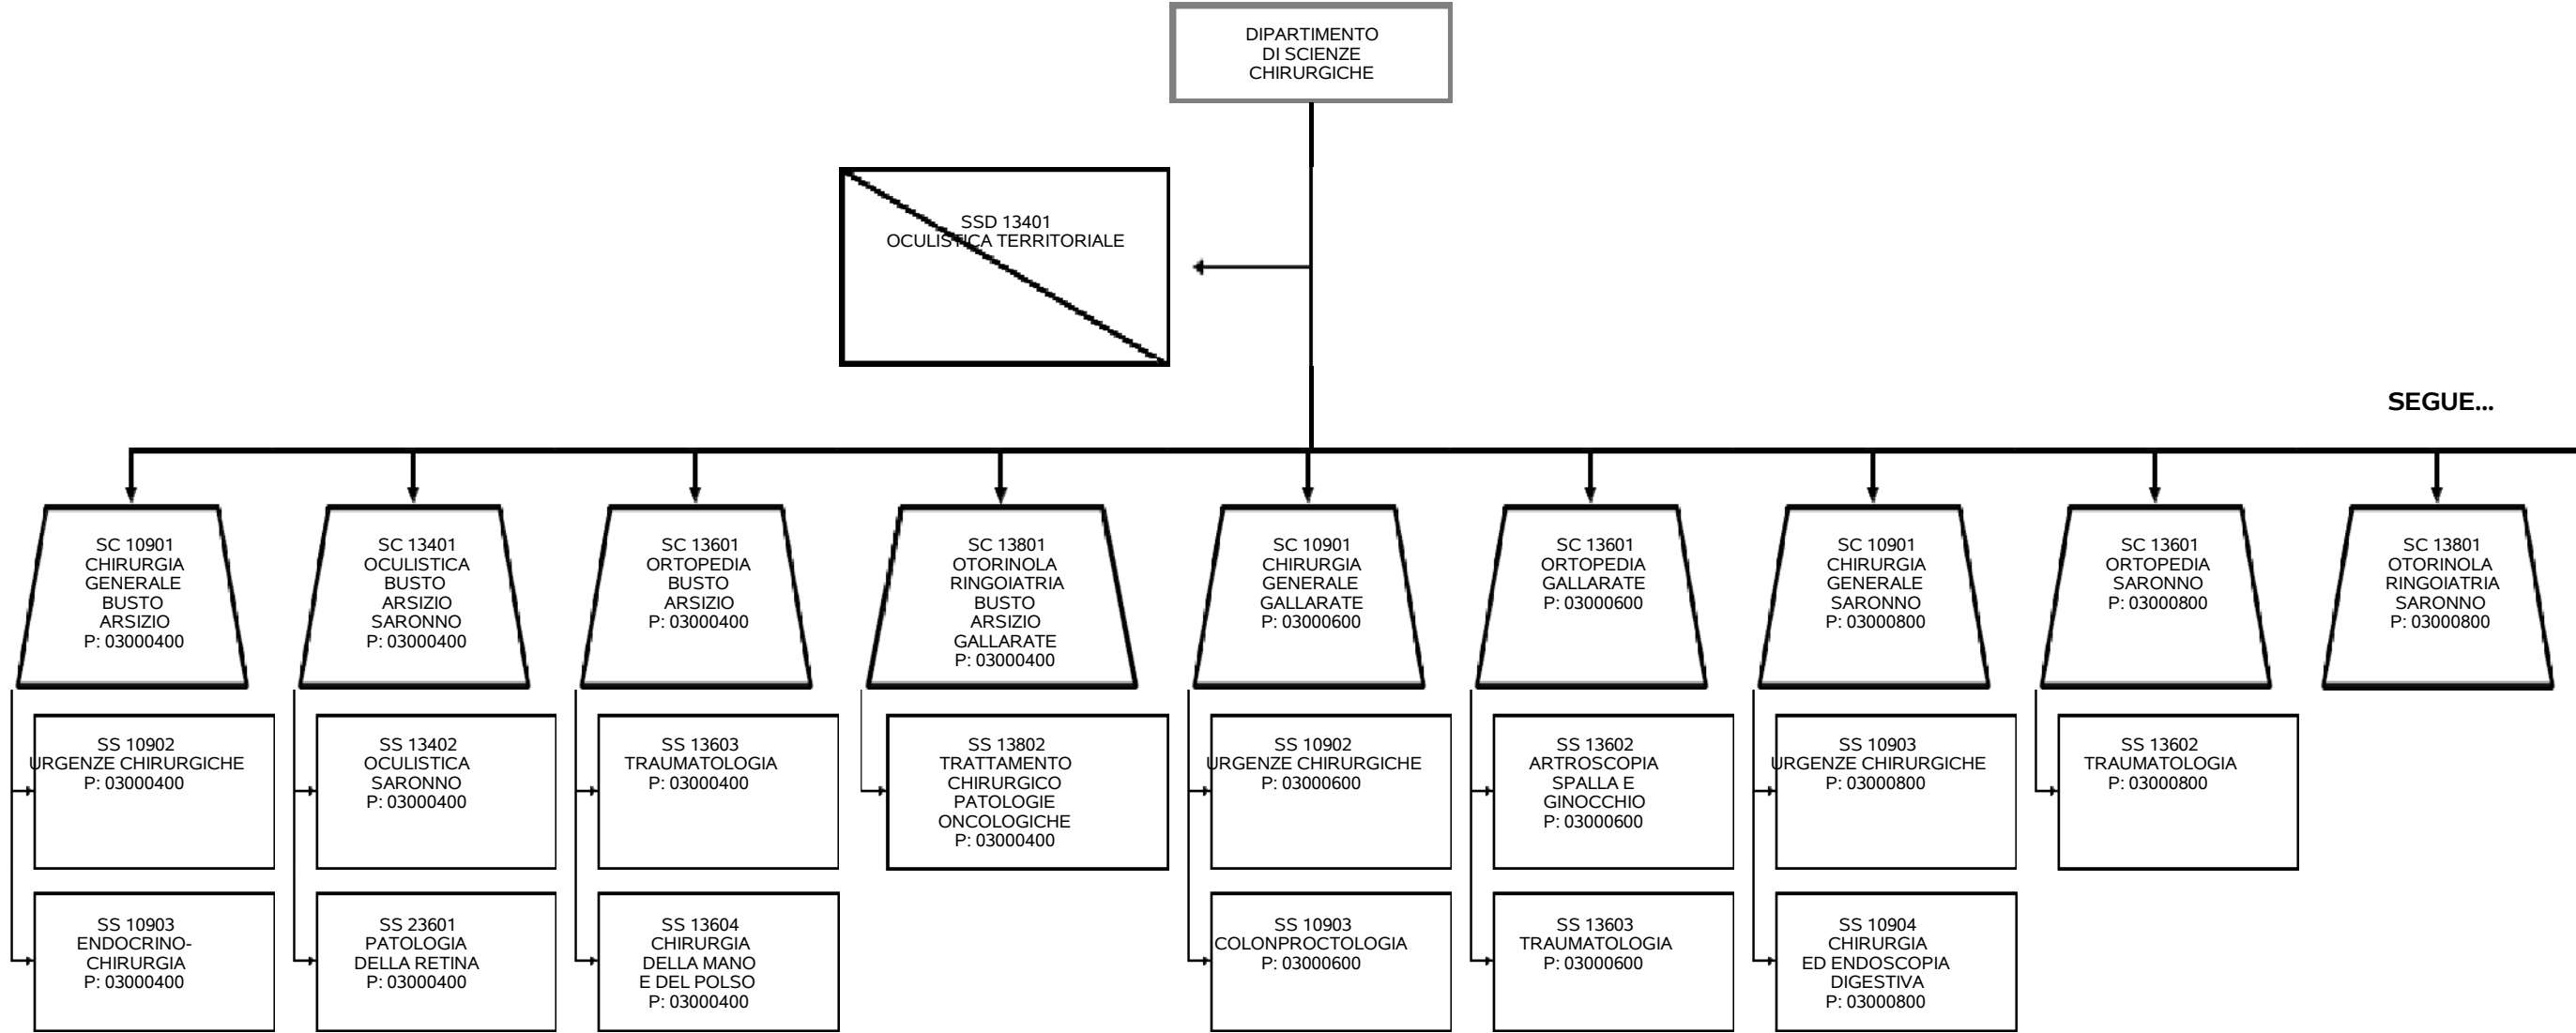 DIPARTIMENTO
DI SCIENZE
CHIRURGICHE
SSD 13401
OCULISTICA TERRITORIALE
SEGUE...
SC 10901
CHIRURGIA
GENERALE
BUSTO
ARSIZIO
P: 03000400
SC 13401
OCULISTICA
BUSTO
ARSIZIO
SARONNO
P: 03000400
SC 13601
ORTOPEDIA
BUSTO
ARSIZIO
P: 03000400
SC 13801
OTORINOLA
RINGOIATRIA
BUSTO
ARSIZIO
GALLARATE
P: 03000400
SC 10901
CHIRURGIA
GENERALE
GALLARATE
P: 03000600
SC 13601
ORTOPEDIA
GALLARATE
P: 03000600
SC 10901
CHIRURGIA
GENERALE
SARONNO
P: 03000800
SC 13601
ORTOPEDIA
SARONNO
P: 03000800
SC 13801
OTORINOLA
RINGOIATRIA
SARONNO
P: 03000800
SS 10902
URGENZE CHIRURGICHE
P: 03000400
SS 13402
OCULISTICA
SARONNO
P: 03000400
SS 13603
TRAUMATOLOGIA
P: 03000400
SS 13802
TRATTAMENTO
CHIRURGICO
PATOLOGIE
ONCOLOGICHE
P: 03000400
SS 10902
URGENZE CHIRURGICHE
P: 03000600
SS 13602
ARTROSCOPIA
SPALLA E
GINOCCHIO
P: 03000600
SS 10903
URGENZE CHIRURGICHE
P: 03000800
SS 13602
TRAUMATOLOGIA
P: 03000800
SS 10903
ENDOCRINO-
CHIRURGIA
P: 03000400
SS 23601
PATOLOGIA
DELLA RETINA
P: 03000400
SS 13604
CHIRURGIA
DELLA MANO
E DEL POLSO
P: 03000400
SS 10903
COLONPROCTOLOGIA
P: 03000600
SS 13603
TRAUMATOLOGIA
P: 03000600
SS 10904
CHIRURGIA
ED ENDOSCOPIA
DIGESTIVA
P: 03000800